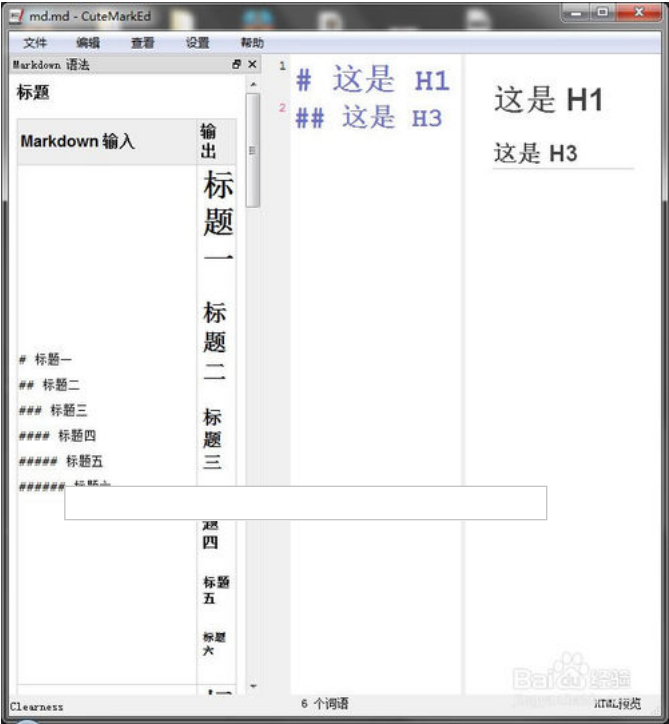 md.md - CuteMarkEd
文件 编辑 查看 设置 帮助
Markdown 语法
标题
Markdown 输入
输出
# 标题一
## 标题二
### 标题三
#### 标题四
##### 标题五
######
标题一
标题二
标题三
题四
标题五
标题六
1 # 这是 H1
2 ## 这是 H3
这是 H1
这是 H3
Baidu 经验
Clearness
6 个词语
HTML预览